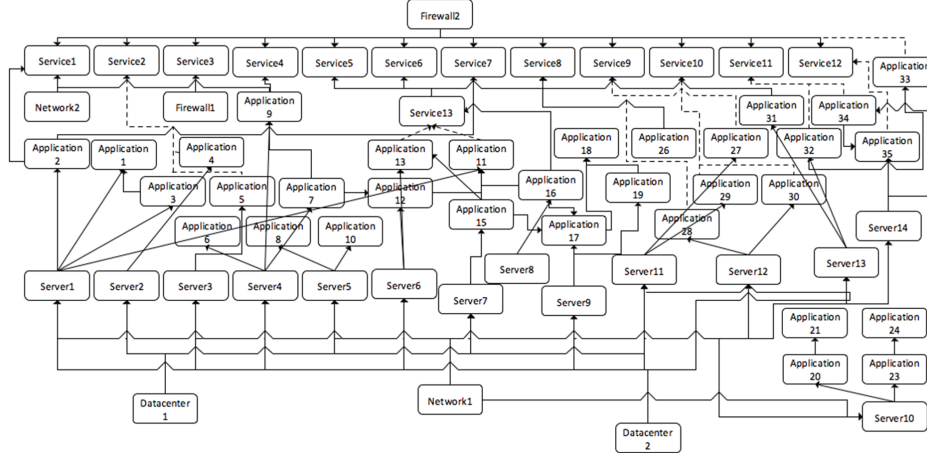 Firewall2
Service1
Service2
Service3
Service4
Service5
Service6
Service7
Service8
Service9
Service10
Service11
Service12
Application
33
Network2
Firewall1
Application
9
Service13
Application
31
Application
34
Application
2
Application
1
Application
4
Application
13
Application
11
Application
18
Application
26
Application
27
Application
32
Application
35
Application
3
Application
5
Application
7
Application
12
Application
16
Application
19
Application
29
Application
30
Application
6
Application
8
Application
10
Application
15
Application
17
Application
28
Server14
Server1
Server2
Server3
Server4
Server5
Server6
Server7
Server8
Server9
Server11
Server12
Server13
Application
21
Application
24
Application
20
Application
23
Datacenter
1
Network1
Server10
Datacenter
2